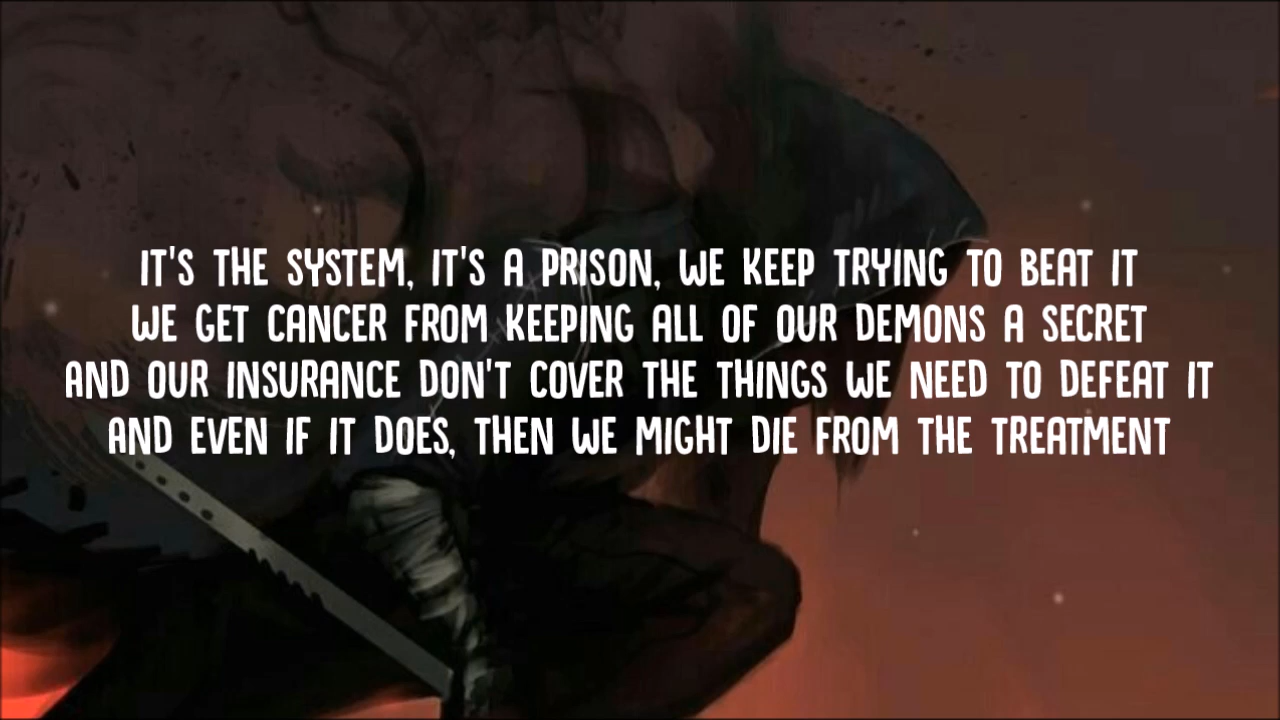 IT'S THE SYSTEM, IT'S A PRISON, WE KEEP TRYING TO BEAT IT
WE GET CANCER FROM KEEPING ALL OF OUR DEMONS A SECRET
AND OUR INSURANCE DON'T COVER THE THINGS WE NEED TO DEFEAT IT
AND EVEN IF IT DOES, THEN WE MIGHT DIE FROM THE TREATMENT